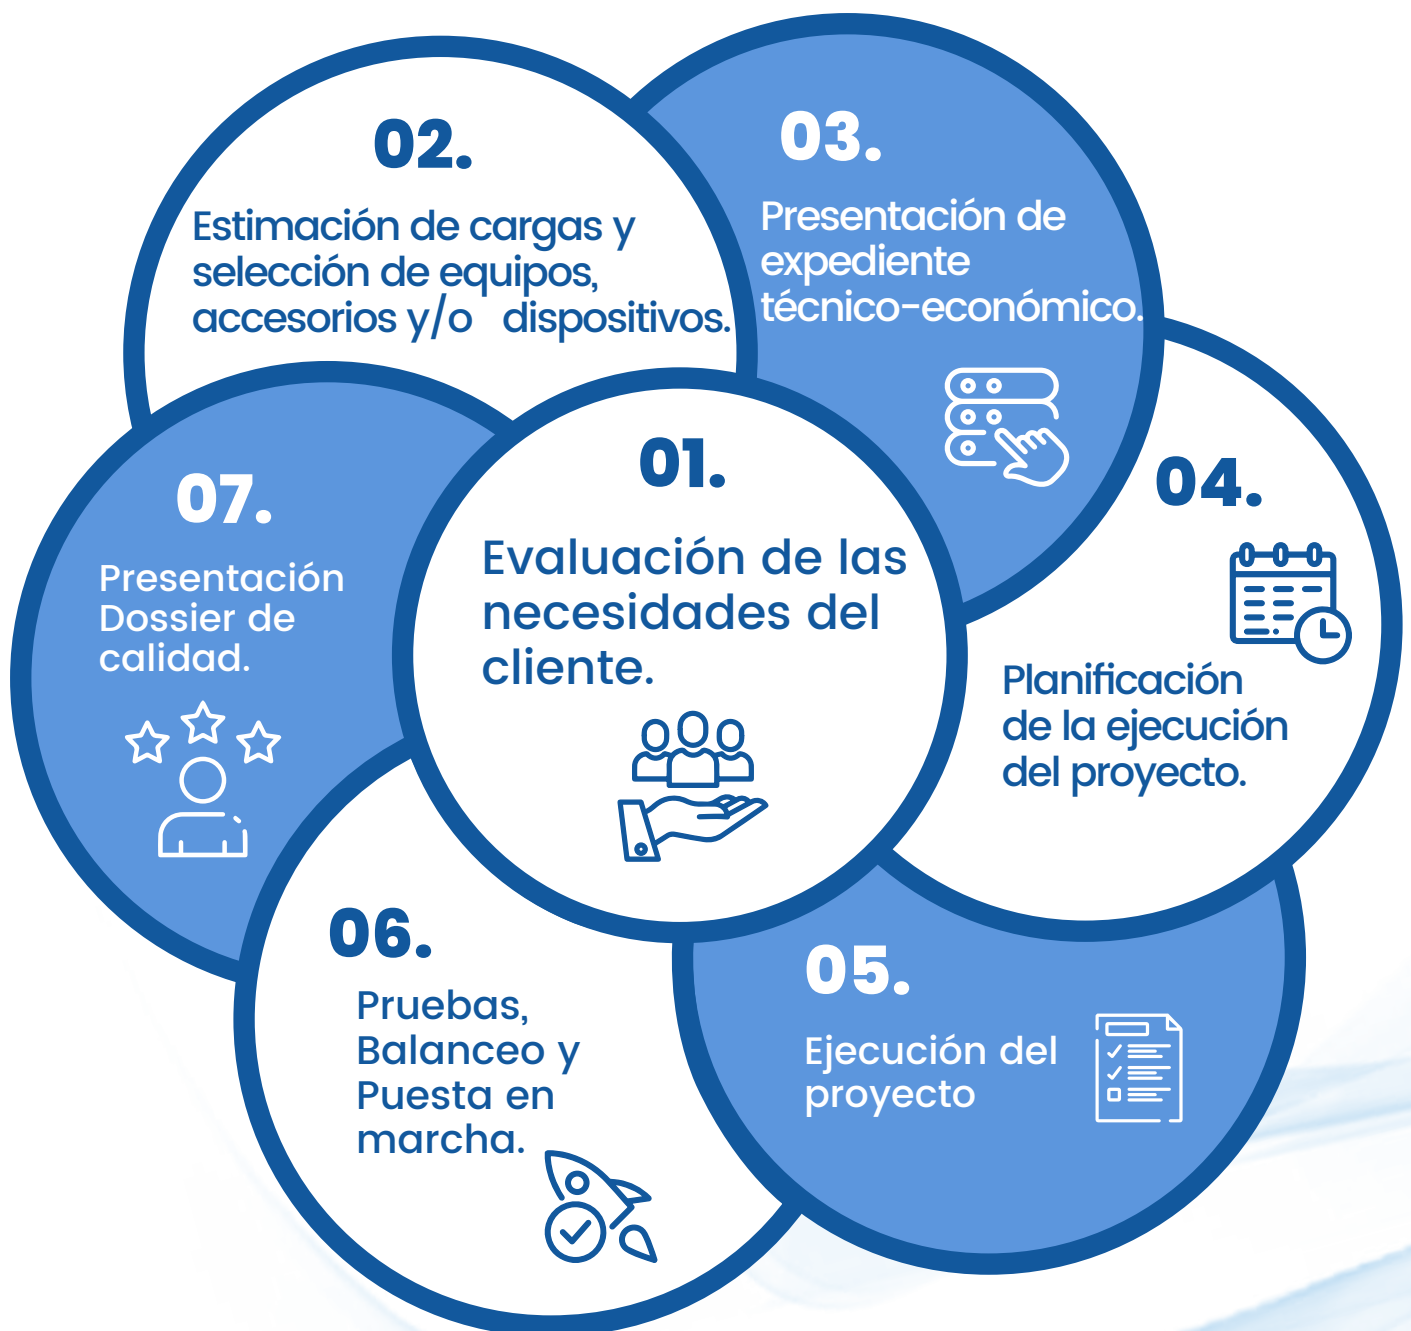 01.
Evaluación de las
necesidades del
cliente.
02.
Estimación de cargas y
selección de equipos,
accesorios y/o dispositivos.
03.
Presentación de
expediente
técnico-económico.
04.
Planificación
de la ejecución
del proyecto.
05.
Ejecución del
proyecto
06.
Pruebas,
Balanceo y
Puesta en
marcha.
07.
Presentación
Dossier de
calidad.